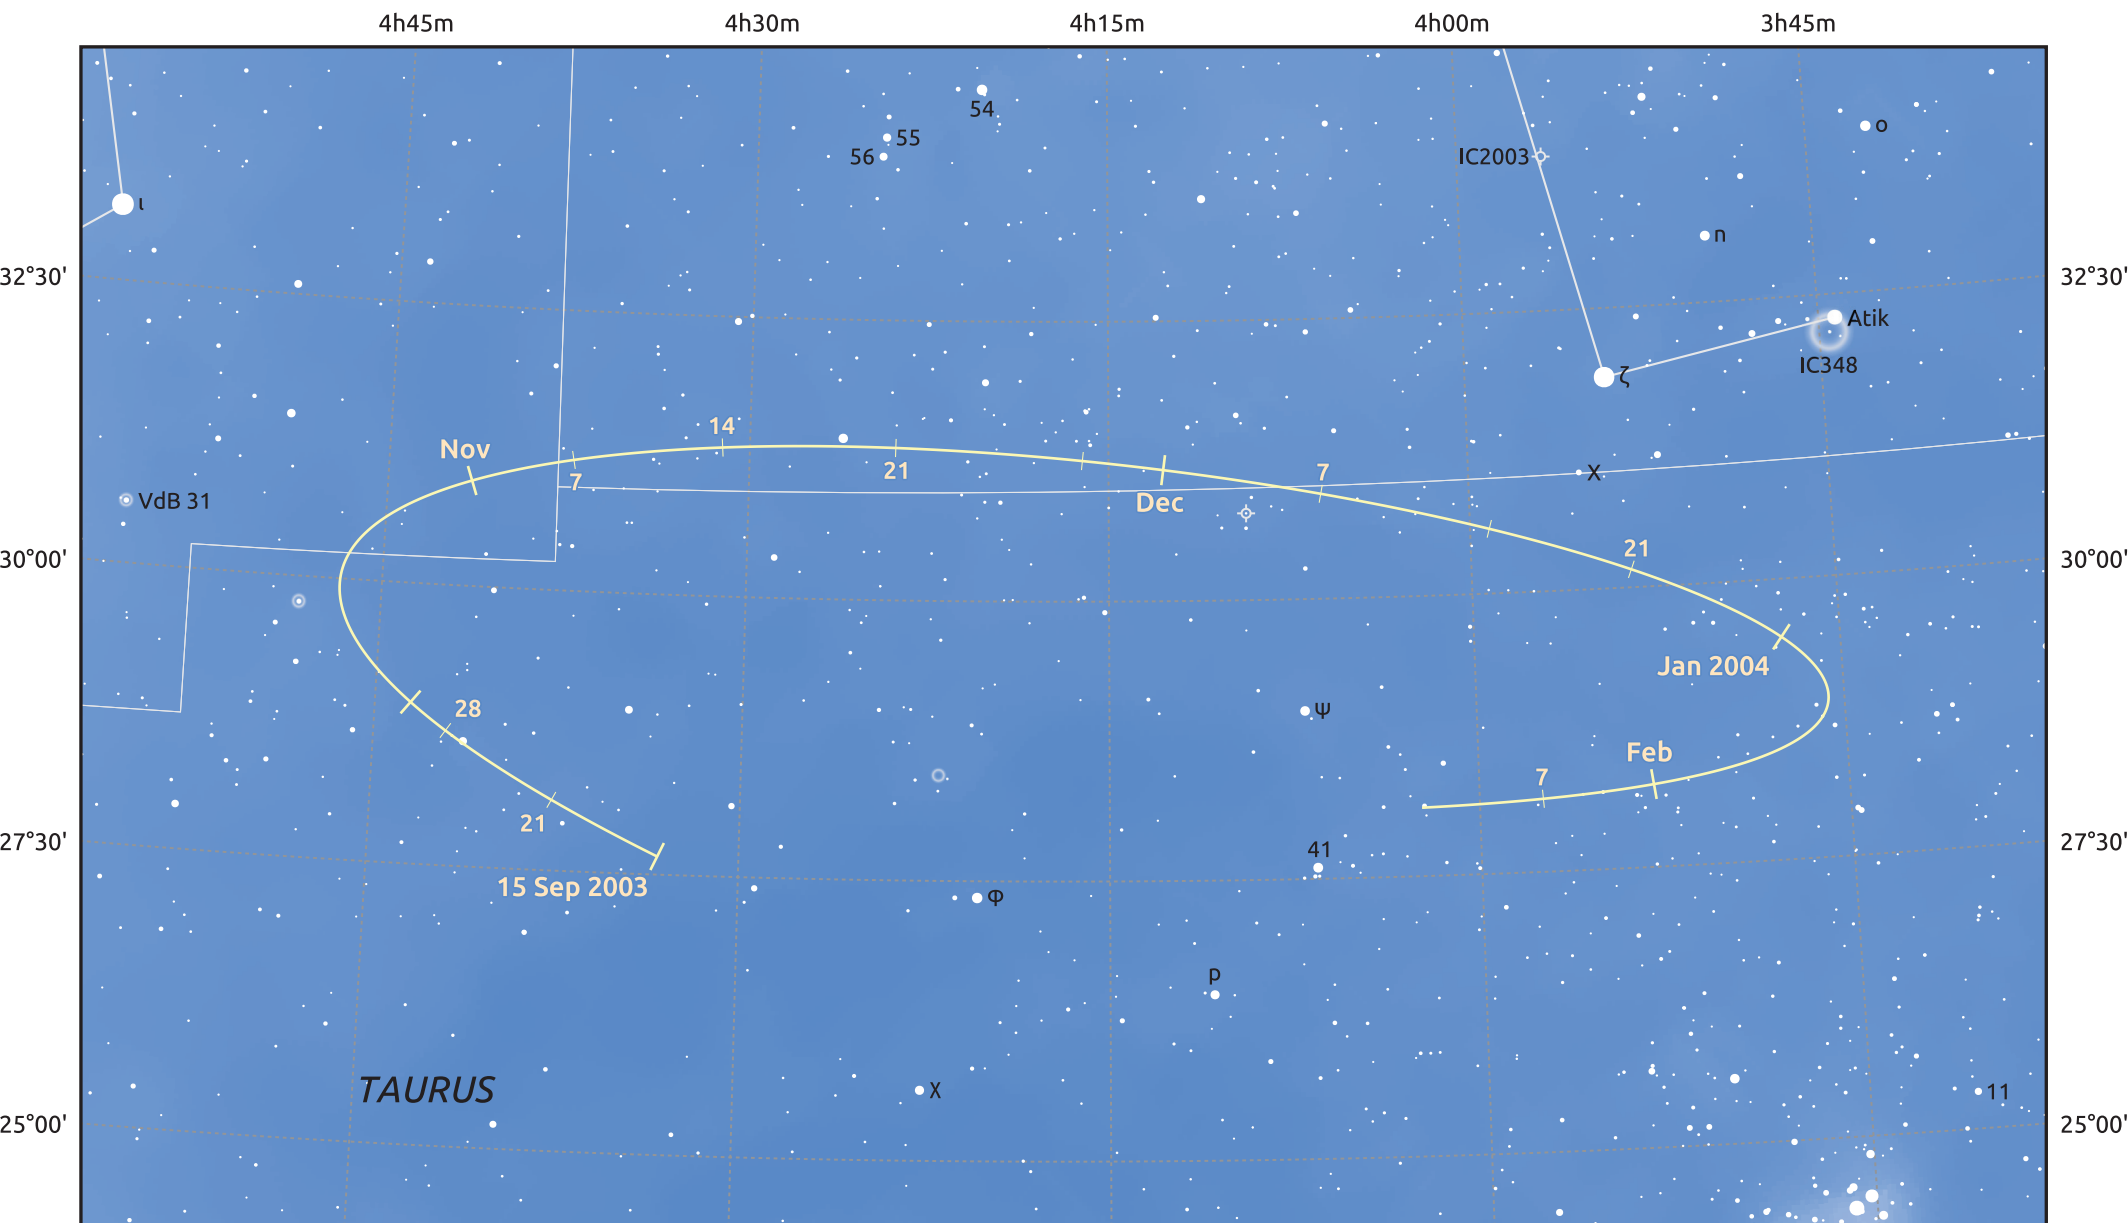 4h45m 4h30m 4h15m 4h00m 3h45m
54
55
56
IC2003
ο
ι
n
32°30' 32°30'
Atik
ζ
IC348
14
Nov
21
7
7
X
Dec
VdB 31
21
30°00' 30°00'
Jan 2004
28
ψ
Feb
7
21
27°30' 27°30'
41
15 Sep 2003
φ
p
TAURUS
χ
11
25°00' 25°00'